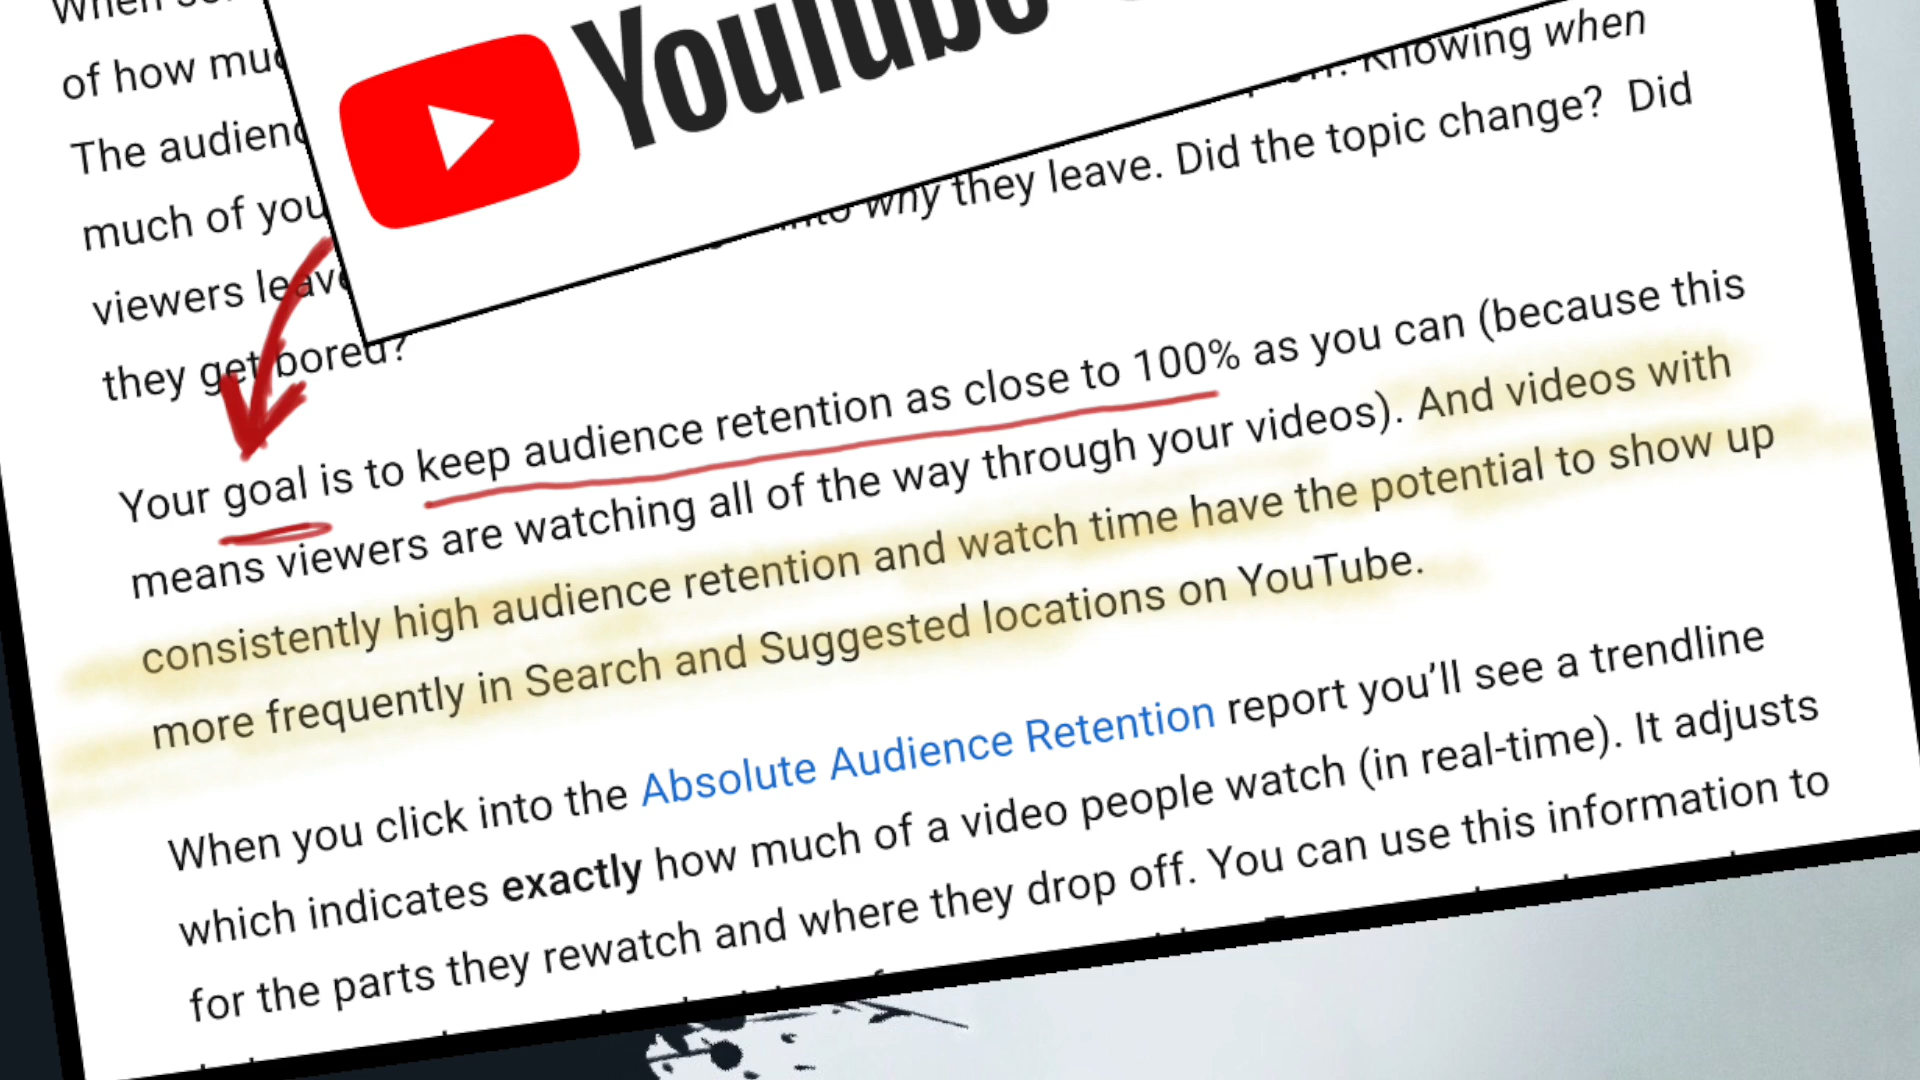 of how
The
YouTube
Knowing when
much of
why they leave. Did the topic change? Did
viewers leave
they get bored?
Your goal is to keep audience retention as close to 100% as you can (because this
means viewers are watching all of the way through your videos). And videos with
consistently high audience retention and watch time have the potential to show up
more frequently in Search and Suggested locations on YouTube.
When you click into the Absolute Audience Retention report you’ll see a trendline
which indicates exactly how much of a video people watch (in real-time). It adjusts
for the parts they rewatch and where they drop off. You can use this information to